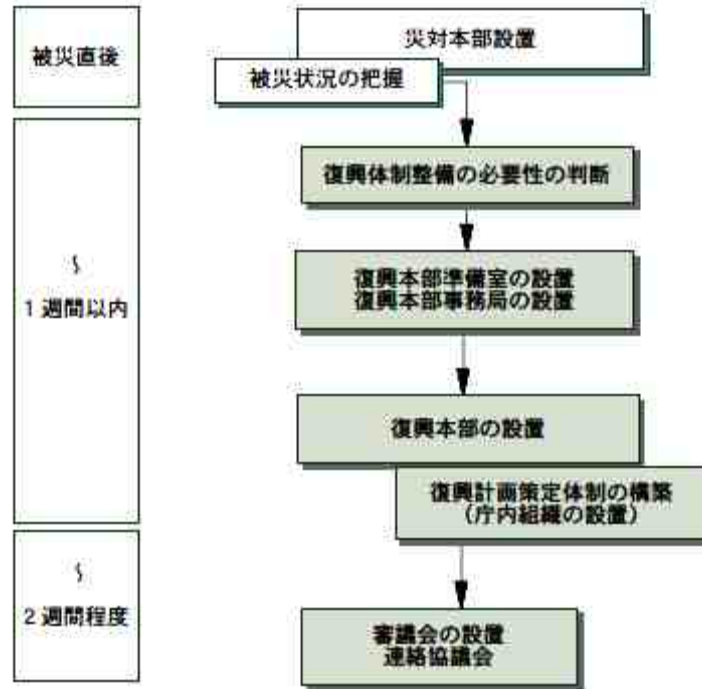 被災直後
災対本部設置
被災状況の把握
復興体制整備の必要性の判断
～
1週間以内
復興本部準備室の設置
復興本部事務局の設置
復興本部の設置
復興計画策定体制の構築
（庁内組織の設置）
～
2週間程度
審議会の設置
連絡協議会